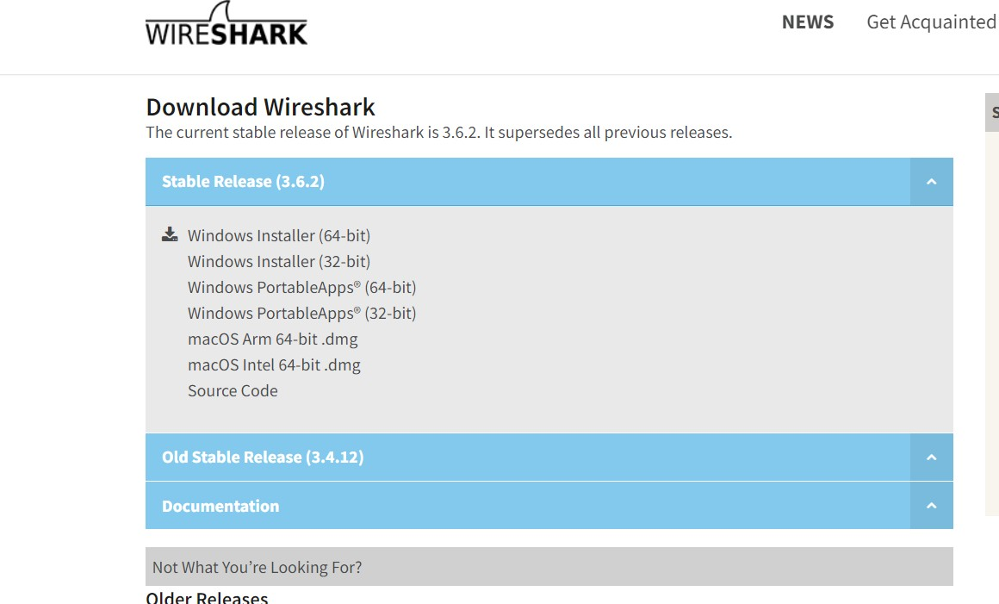 WIRESHARK
NEWS Get Acquainted
Download Wireshark
The current stable release of Wireshark is 3.6.2. It supersedes all previous releases.
S
Stable Release (3.6.2)
Windows Installer (64-bit)
Windows Installer (32-bit)
Windows PortableApps® (64-bit)
Windows PortableApps® (32-bit)
macOS Arm 64-bit .dmg
macOS Intel 64-bit .dmg
Source Code
Old Stable Release (3.4.12)
Documentation
Not What You’re Looking For?
Older Releases